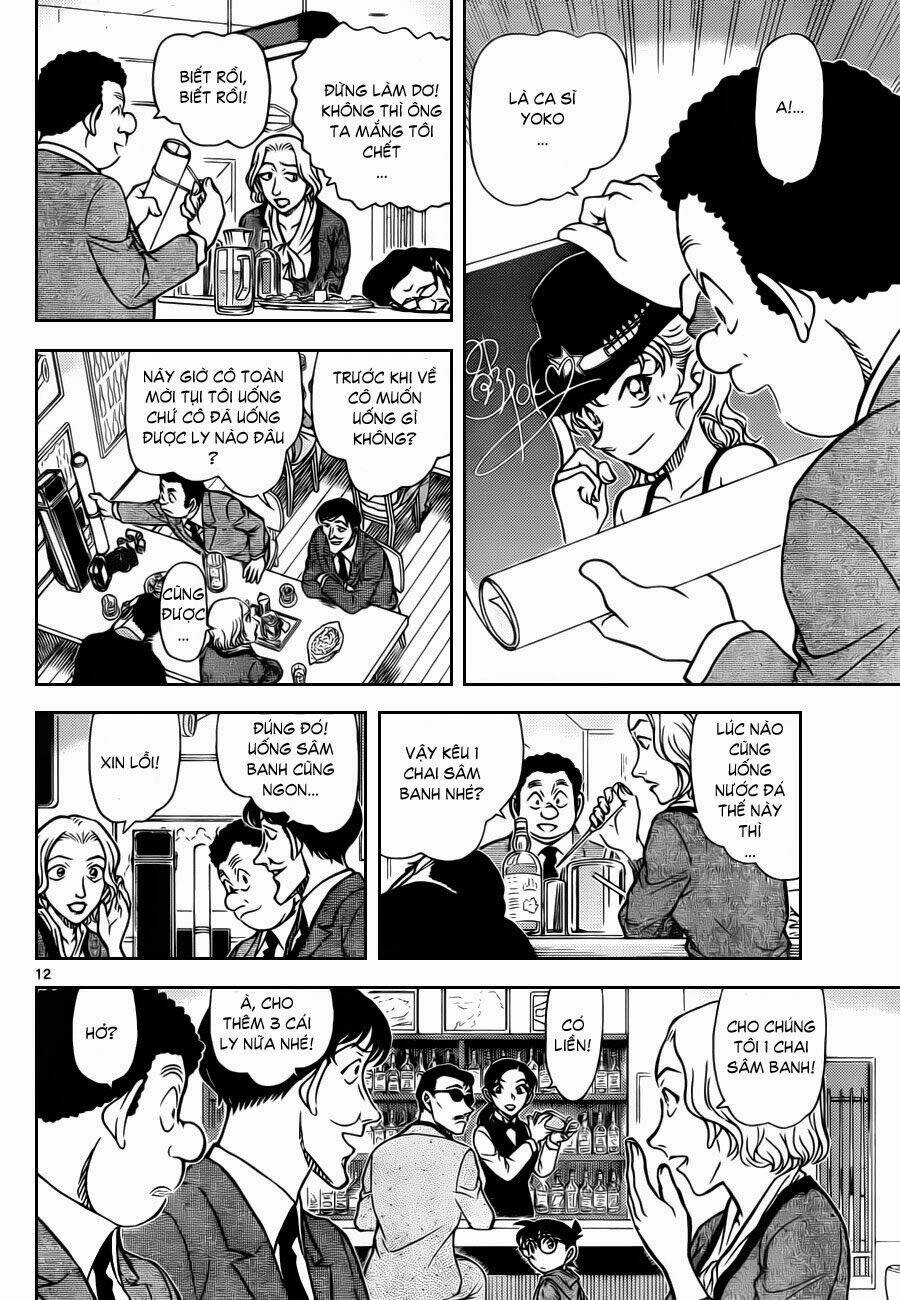 A!...
LÀ CA SĨ
YOKO
...
ĐỪNG LÀM DƠ!
KHÔNG THÌ ÔNG
TA MẮNG TÔI
CHẾT
...
BIẾT RỒI,
BIẾT RỒI!
TRƯỚC KHI VỀ
CÔ MUỐN
UỐNG GÌ
KHÔNG?
NÃY GIỜ CÔ TOÀN
MỜI TỤI TÔI UỐNG
CHỨ CÔ ĐÃ UỐNG
ĐƯỢC LY NÀO ĐÂU
?
CŨNG
ĐƯỢC
...
LÚC NÀO
CŨNG
UỐNG
NƯỚC ĐÁ
THẾ NÀY
THÌ
...
VẬY KÊU 1
CHAI SÂM
BANH NHÉ?
ĐÚNG ĐÓ!
UỐNG SÂM
BANH CŨNG
NGON...
XIN LỖI!
12
CHO CHÚNG
TÔI 1 CHAI
SÂM BANH!
CÓ
LIỀN!
À, CHO
THÊM 3 CÁI
LY NỮA NHÉ!
HỞ?